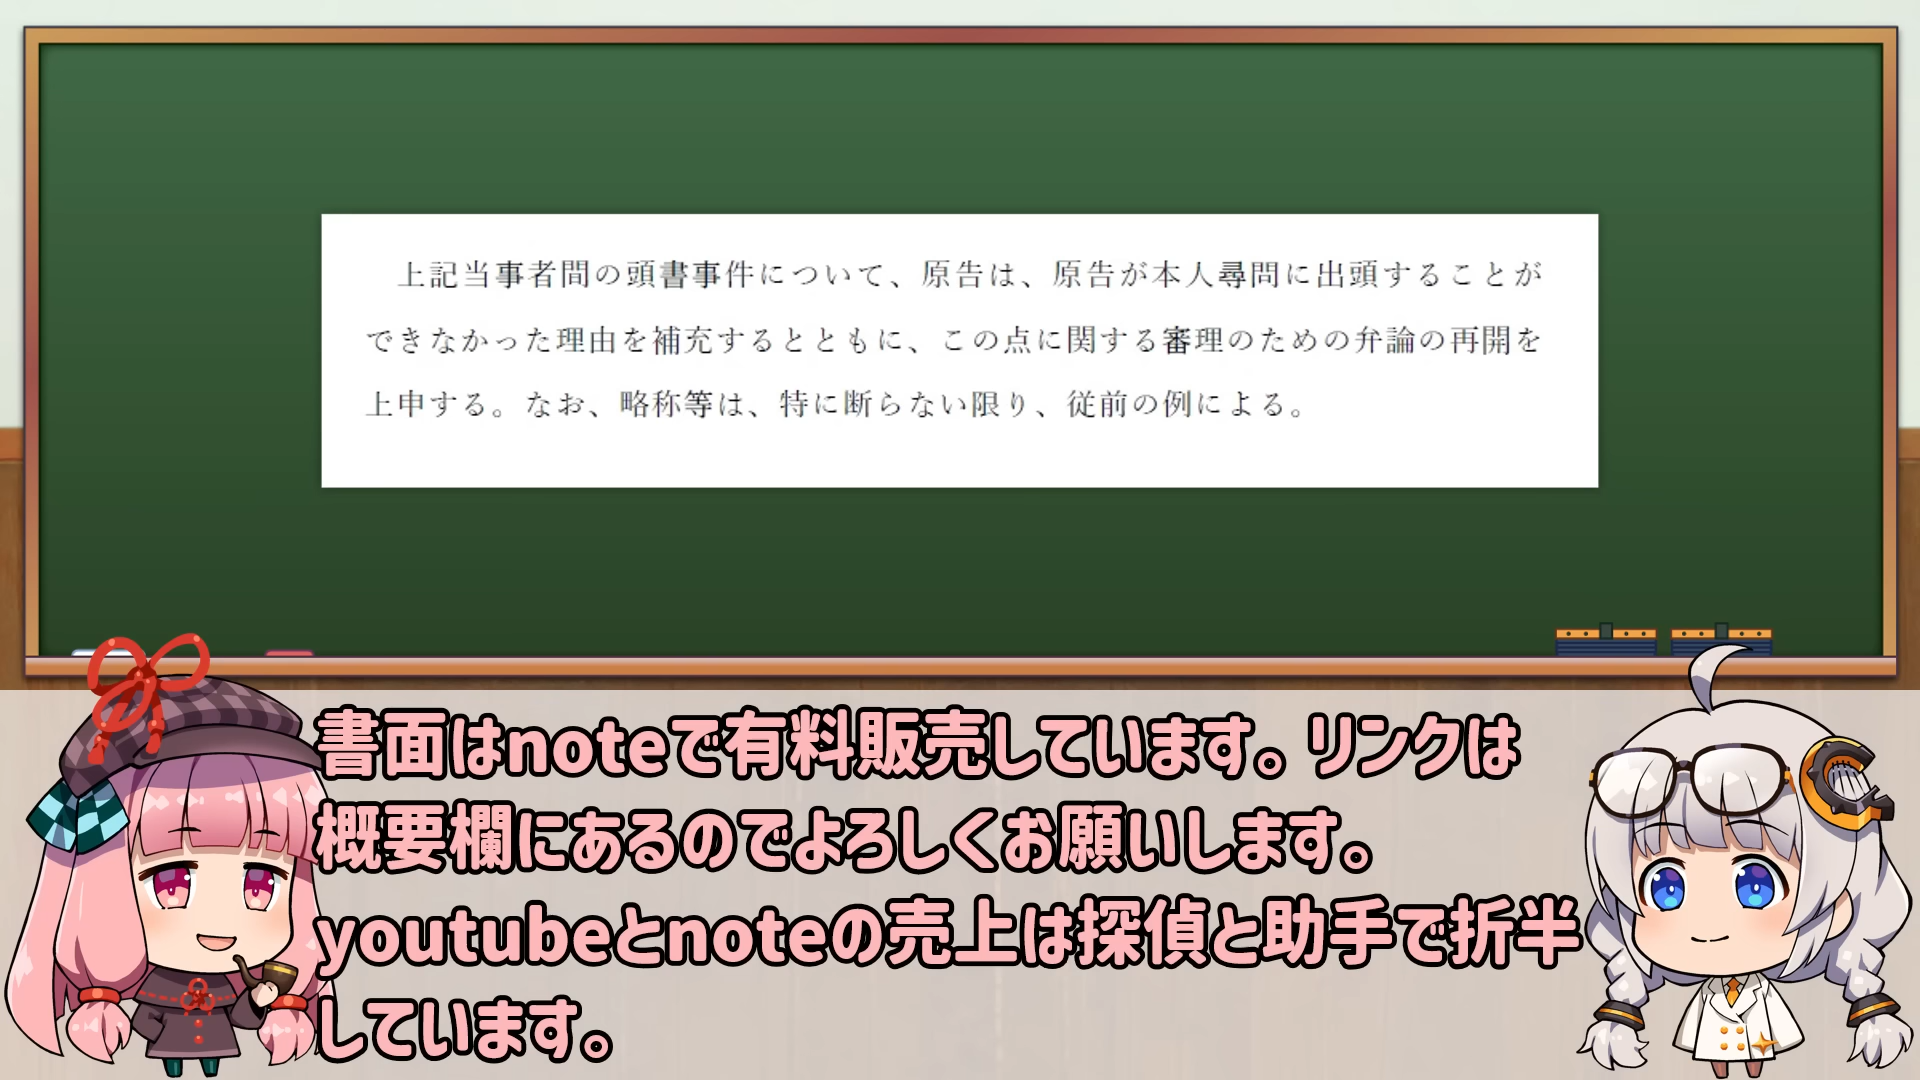 上記当事者間の頭書事件について、原告は、原告が本人尋問に出頭することが
できなかった理由を補充するとともに、この点に関する審理のための弁論の再開を
上申する。なお、略称等は、特に断らない限り、従前の例による。
書面はnoteで有料販売しています。リンクは
概要欄にあるのでよろしくお願いします。
youtubeとnoteの売上は探偵と助手で折半
しています。